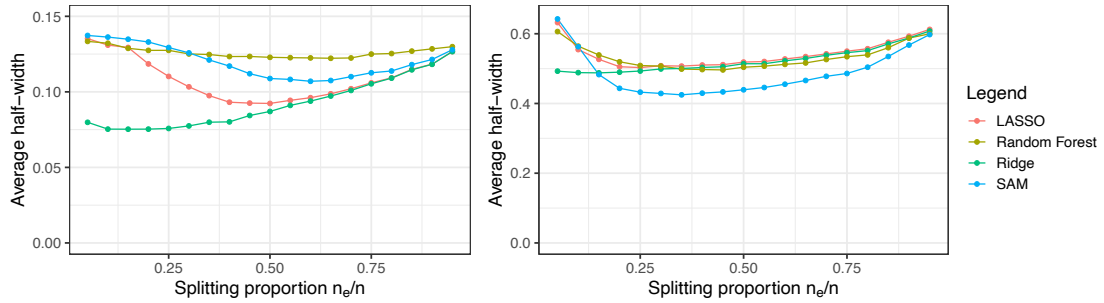 Average half−width
0.15
0.10
0.05
0.00
0.25
0.50
0.75
Splitting proportion nₑ/n
Average half−width
0.6
0.4
0.2
0.0
0.25
0.50
0.75
Splitting proportion nₑ/n
Legend
LASSO
Random Forest
Ridge
SAM